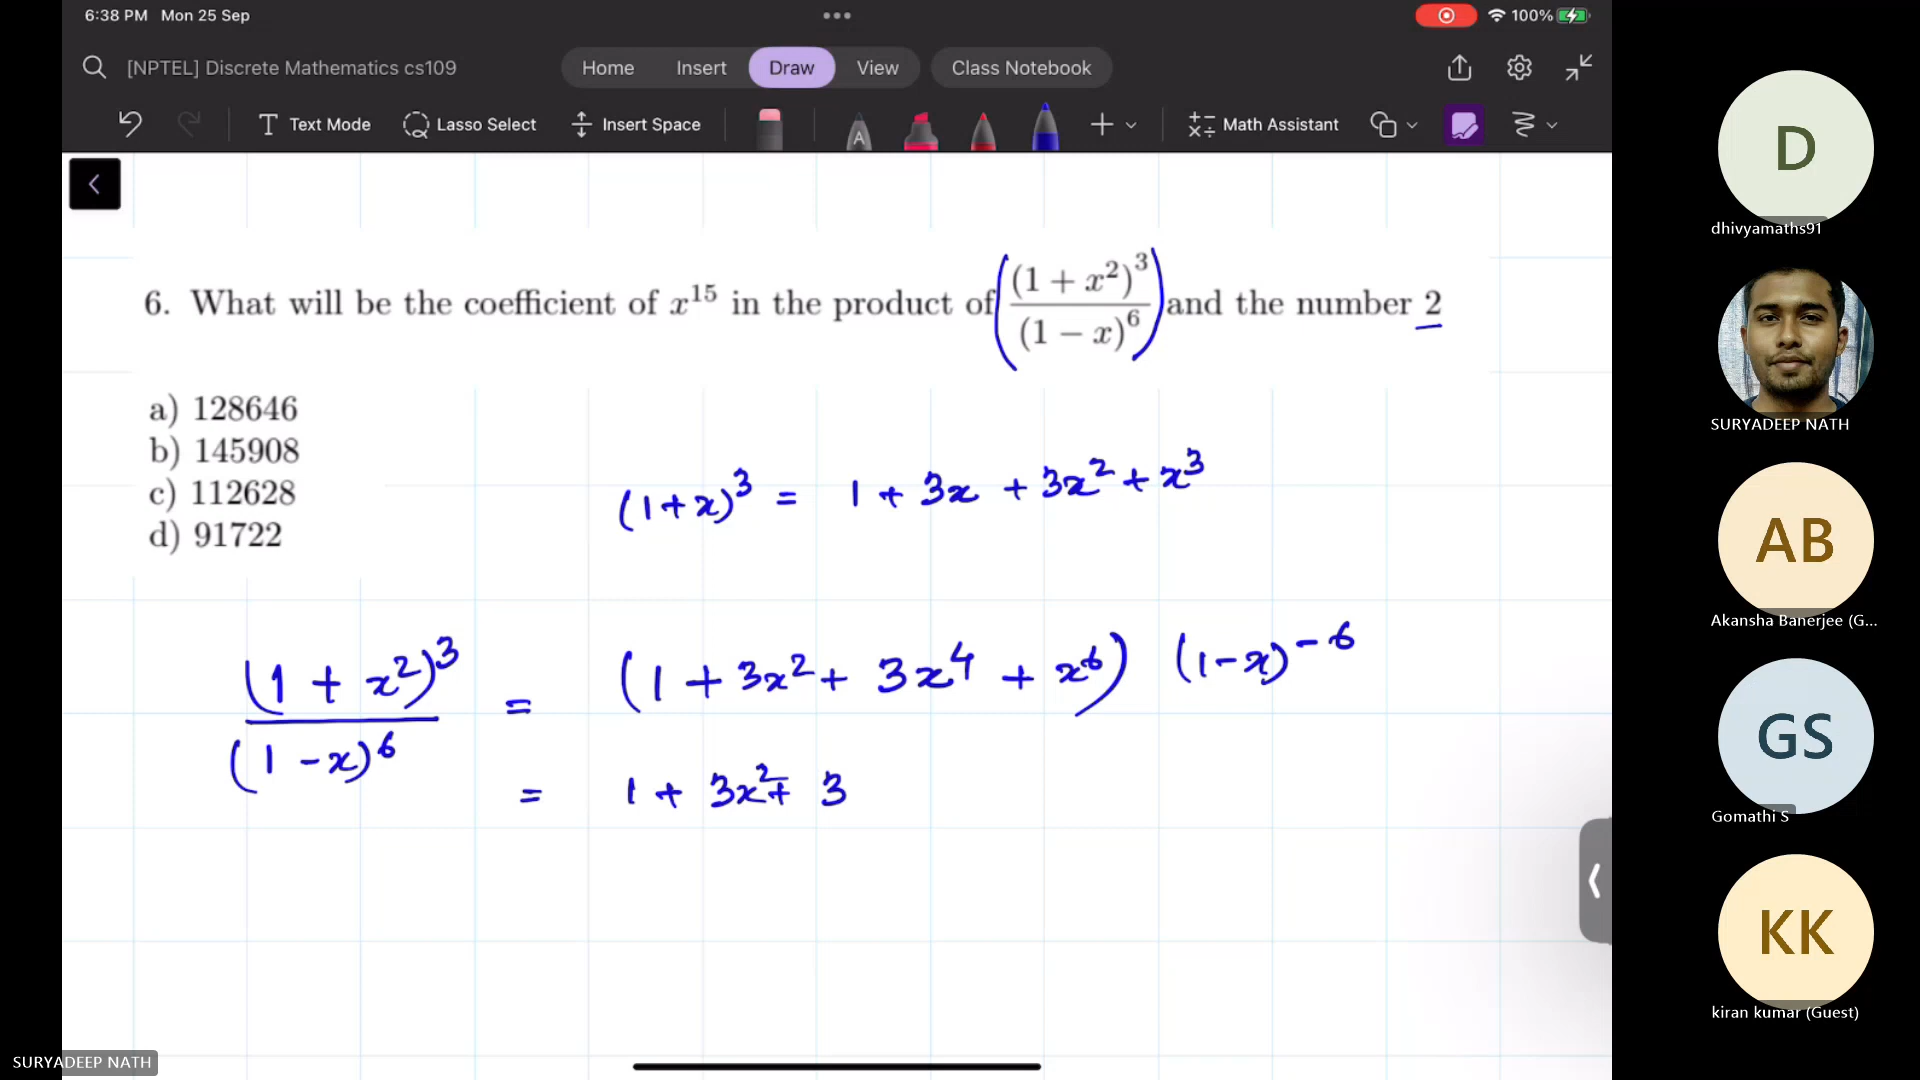 6:38 PM Mon 25 Sep
100%
[NPTEL] Discrete Mathematics cs109
Home Insert Draw View Class Notebook
Text Mode Lasso Select Insert Space A Math Assistant
6. What will be the coefficient of x^15 in the product of ((1 + x^2)^3 / (1 − x)^6) and the number 2
a) 128646
b) 145908
c) 112628
d) 91722
(1+x)^3 = 1 + 3x + 3x^2 + x^3
(1 + x^2)^3 / (1 - x)^6 = (1 + 3x^2 + 3x^4 + x^6) (1-x)^-6
= 1 + 3x^2 + 3
D
dhivyamaths91
SURYADEEP NATH
AB
Akansha Banerjee (G...
GS
Gomathi S
KK
kiran kumar (Guest)
SURYADEEP NATH